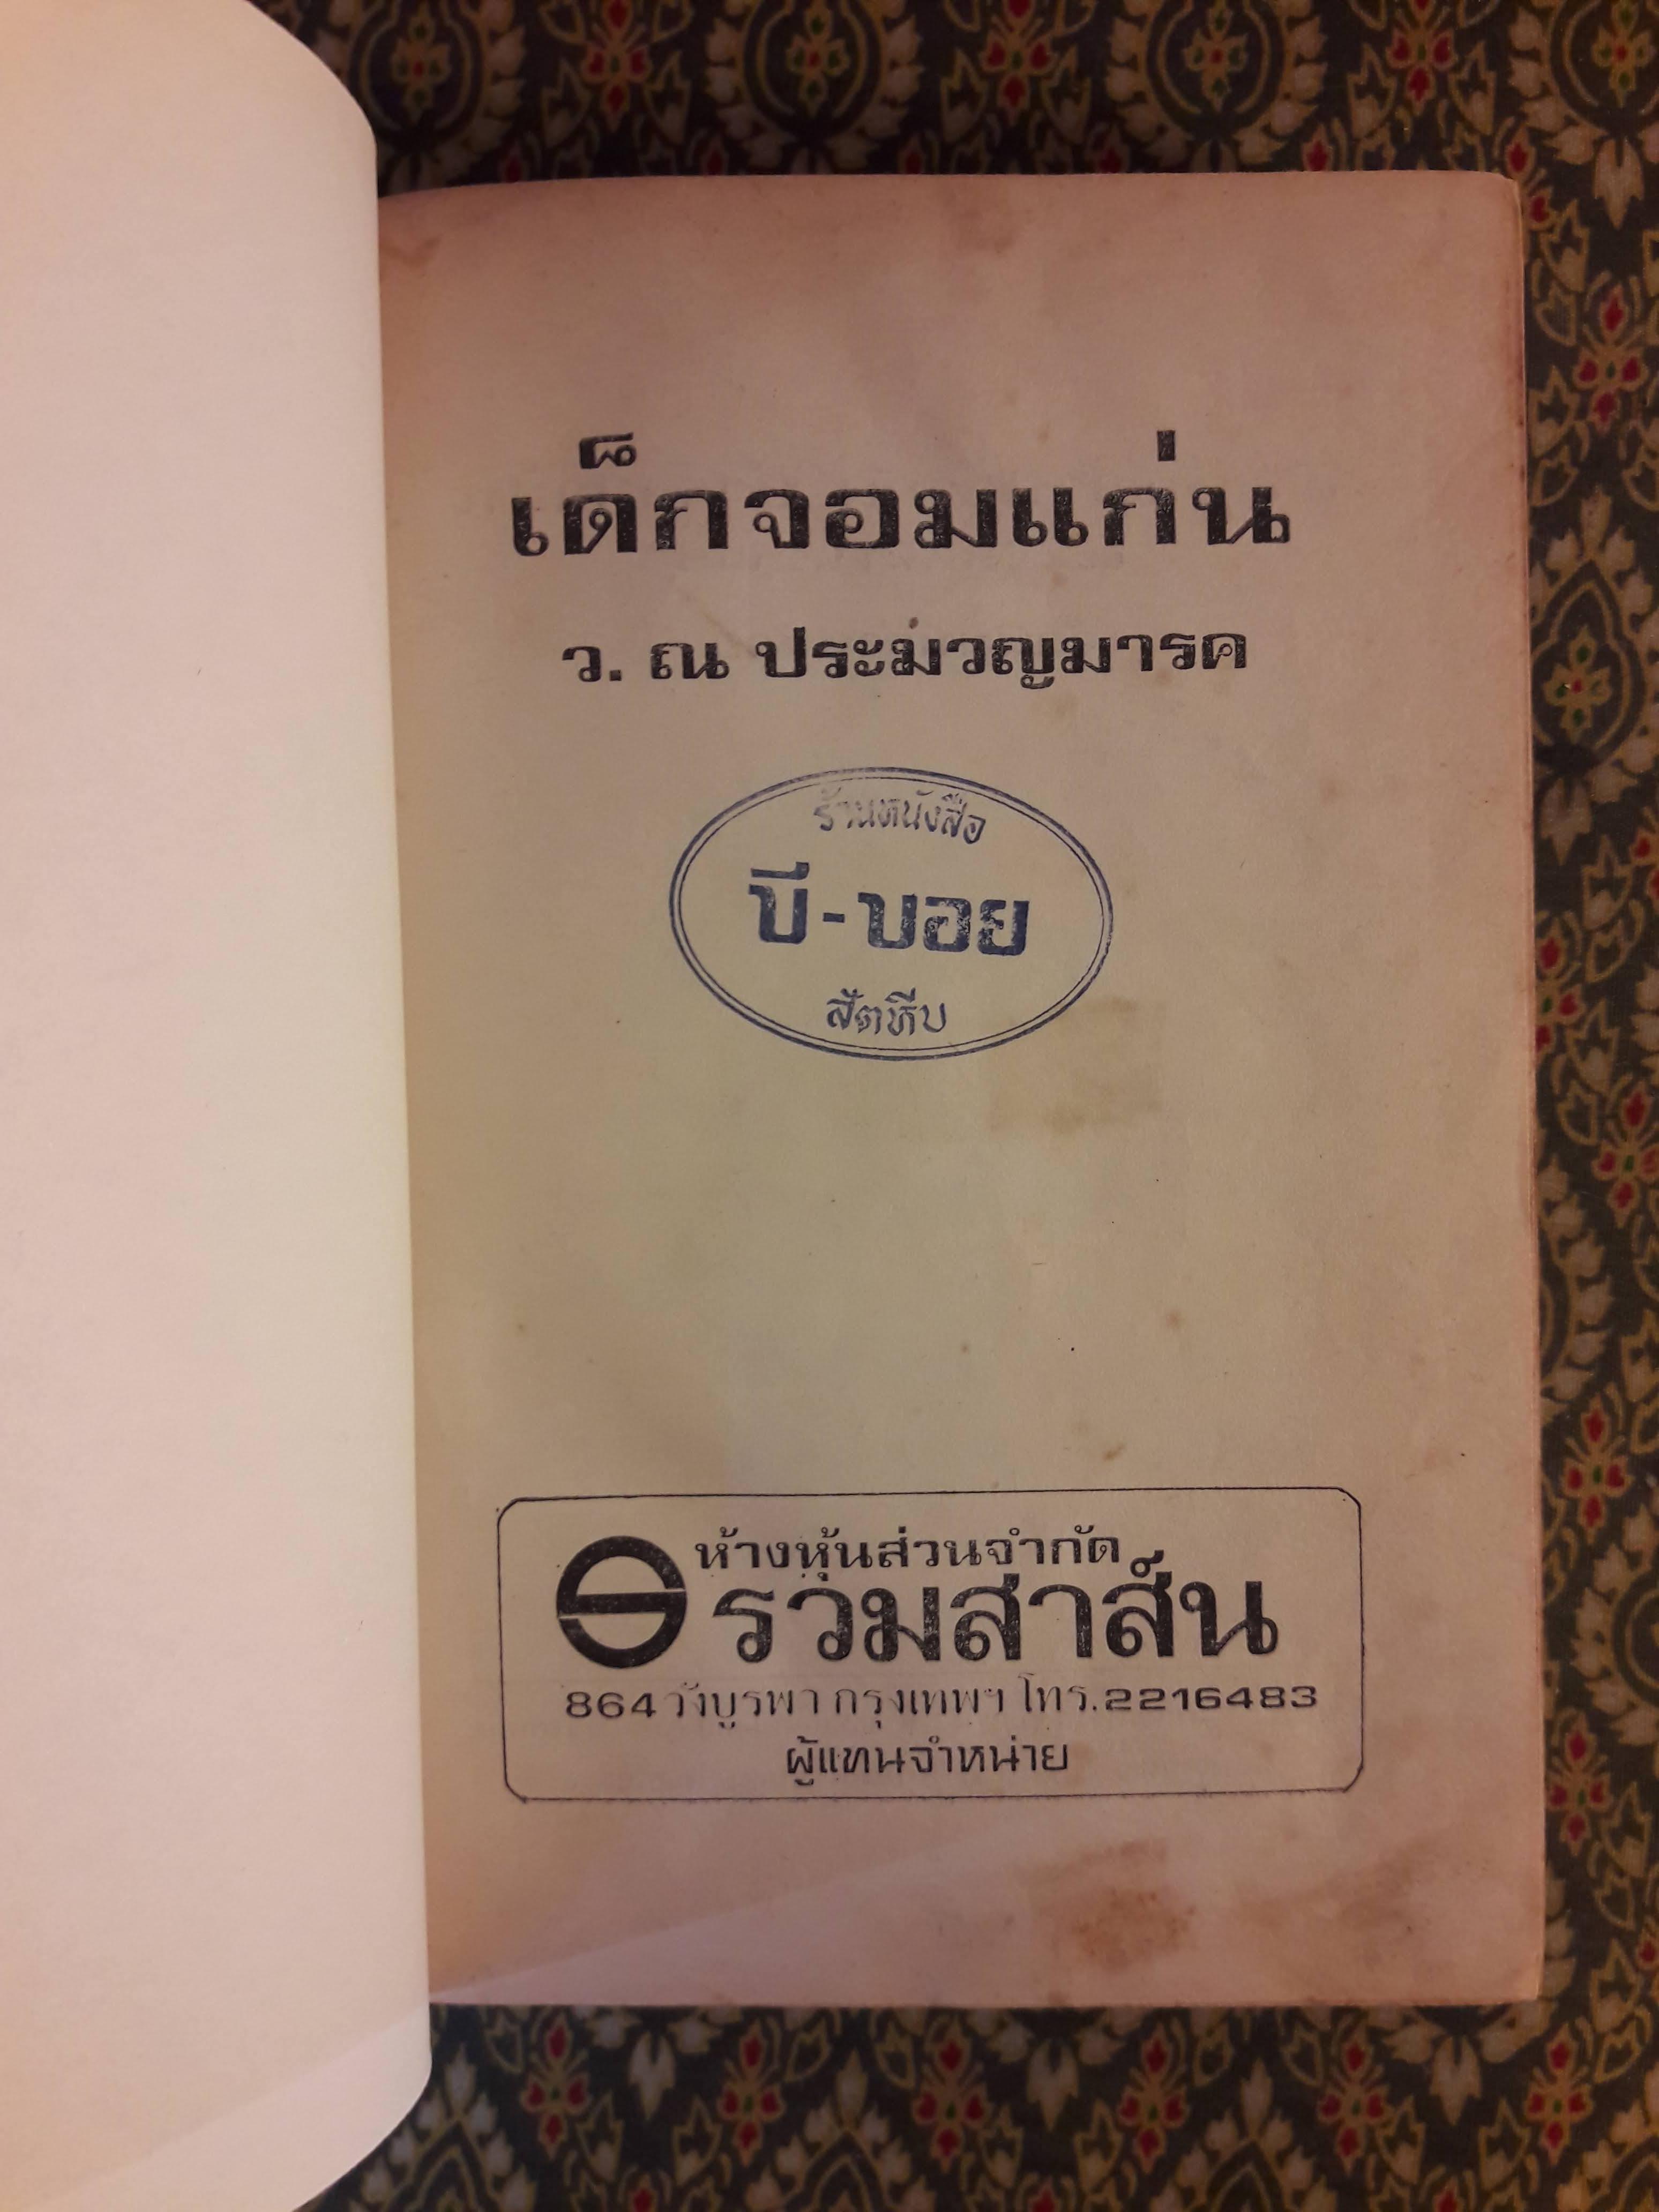 เด็กจอมแก่น
ว. ณ ประมวญมารค
ร้านหนังสือ
บี - บอย
สัตหีบ
ห้างหุ้นส่วนจำกัด
รวมสาส์น
864 วังบูรพา กรุงเทพฯ โทร. 2216483
ผู้แทนจำหน่าย